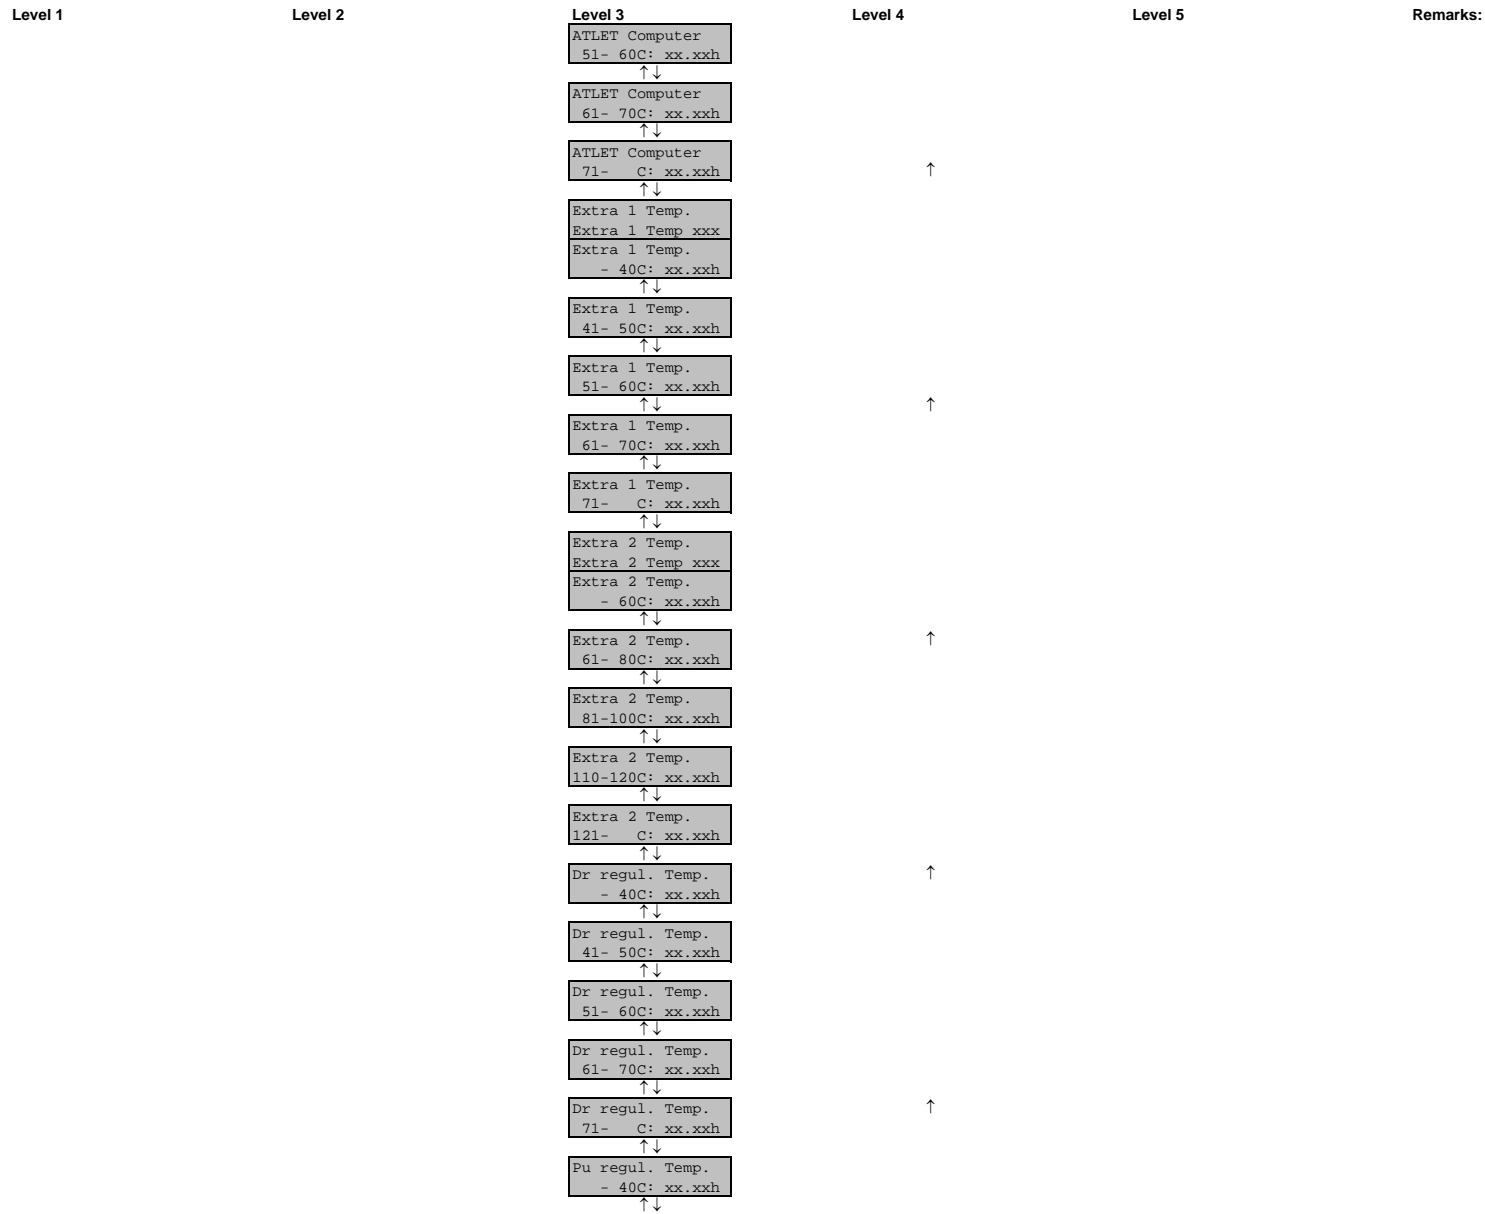 Level 1 Level 2 Level 3 Level 4 Level 5 Remarks:
ATLET Computer
51- 60C: xx.xxh
↑↓
ATLET Computer
61- 70C: xx.xxh
↑↓
ATLET Computer
71-   C: xx.xxh ↑
↑↓
Extra 1 Temp.
Extra 1 Temp xxx
Extra 1 Temp.
- 40C: xx.xxh
↑↓
Extra 1 Temp.
41- 50C: xx.xxh
↑↓
Extra 1 Temp.
51- 60C: xx.xxh
↑↓ ↑
Extra 1 Temp.
61- 70C: xx.xxh
↑↓
Extra 1 Temp.
71-   C: xx.xxh
↑↓
Extra 2 Temp.
Extra 2 Temp xxx
Extra 2 Temp.
- 60C: xx.xxh
↑↓
Extra 2 Temp. ↑
61- 80C: xx.xxh
↑↓
Extra 2 Temp.
81-100C: xx.xxh
↑↓
Extra 2 Temp.
110-120C: xx.xxh
↑↓
Extra 2 Temp.
121-   C: xx.xxh
↑↓
Dr regul. Temp. ↑
- 40C: xx.xxh
↑↓
Dr regul. Temp.
41- 50C: xx.xxh
↑↓
Dr regul. Temp.
51- 60C: xx.xxh
↑↓
Dr regul. Temp.
61- 70C: xx.xxh
↑↓
Dr regul. Temp. ↑
71-   C: xx.xxh
↑↓
Pu regul. Temp.
- 40C: xx.xxh
↑↓